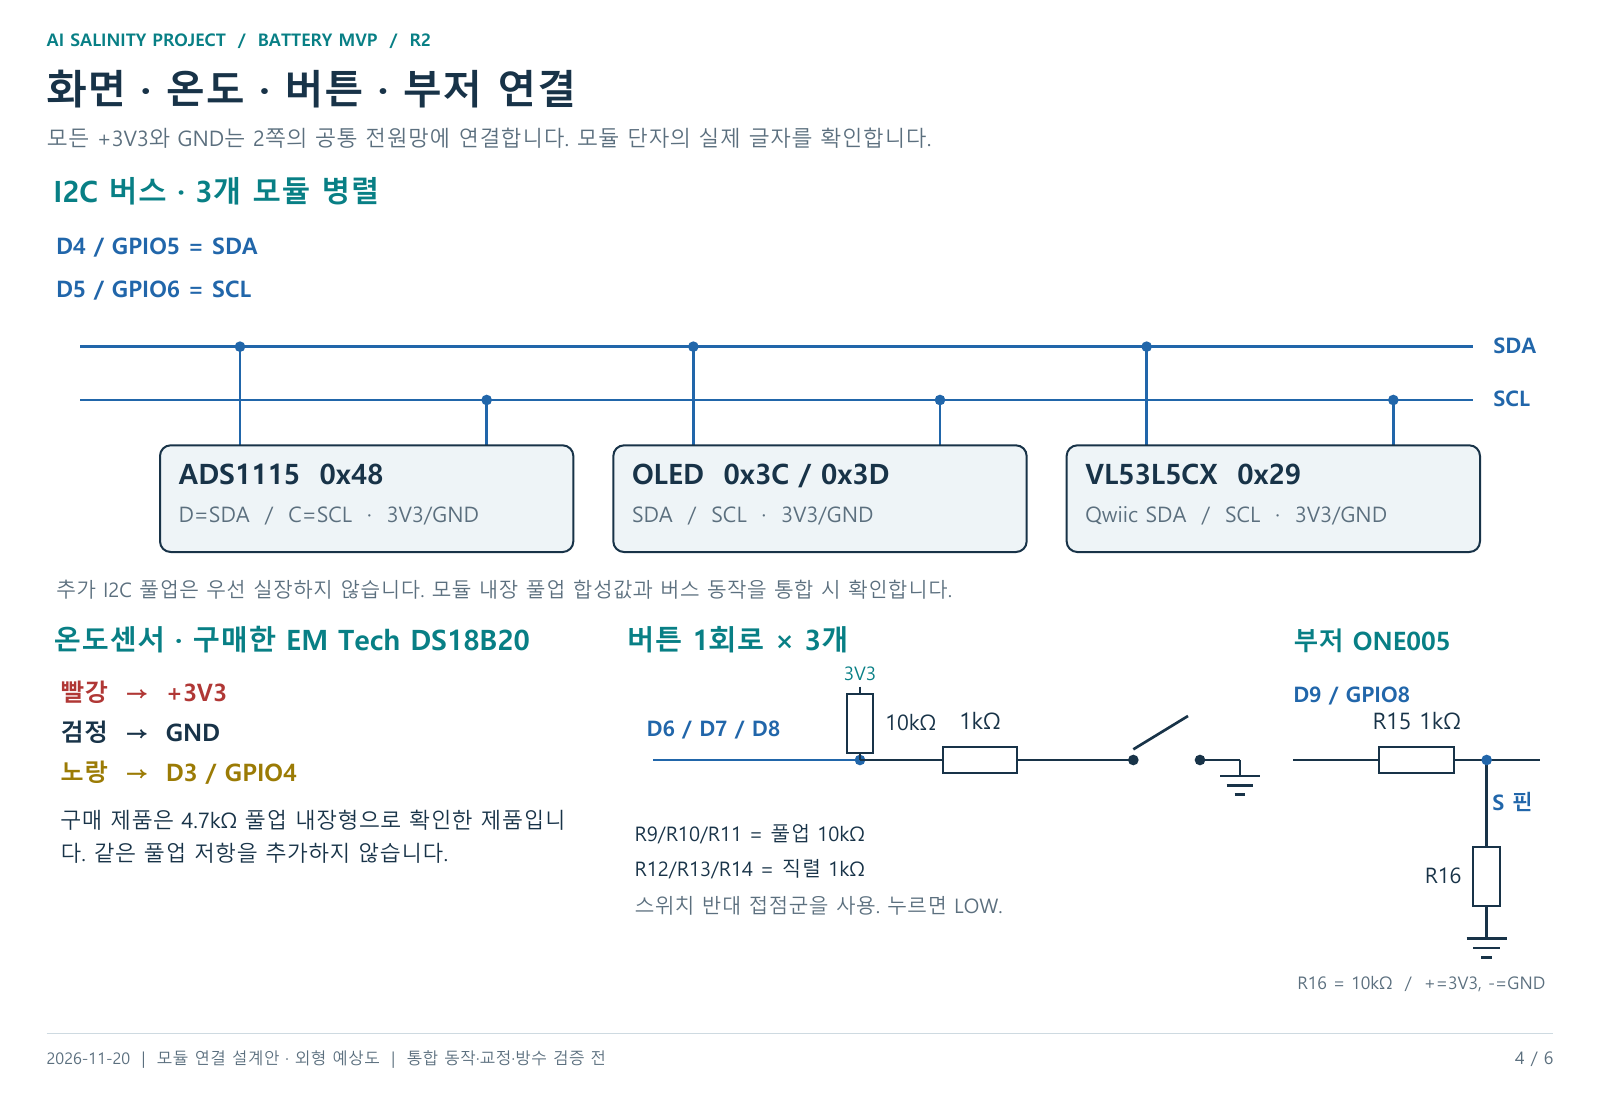 AI SALINITY PROJECT / BATTERY MVP / R2
화면 · 온도 · 버튼 · 부저 연결
모든 +3V3와 GND는 2쪽의 공통 전원망에 연결합니다. 모듈 단자의 실제 글자를 확인합니다.
I2C 버스 · 3개 모듈 병렬
D4 / GPIO5 = SDA
D5 / GPIO6 = SCL
SDA
SCL
ADS1115 0x48
D=SDA / C=SCL · 3V3/GND
OLED 0x3C / 0x3D
SDA / SCL · 3V3/GND
VL53L5CX 0x29
Qwiic SDA / SCL · 3V3/GND
추가 I2C 풀업은 우선 실장하지 않습니다. 모듈 내장 풀업 합성값과 버스 동작을 통합 시 확인합니다.
온도센서 · 구매한 EM Tech DS18B20
빨강 → +3V3
검정 → GND
노랑 → D3 / GPIO4
구매 제품은 4.7kΩ 풀업 내장형으로 확인한 제품입니
다. 같은 풀업 저항을 추가하지 않습니다.
버튼 1회로 × 3개
3V3
D6 / D7 / D8
10kΩ
1kΩ
R9/R10/R11 = 풀업 10kΩ
R12/R13/R14 = 직렬 1kΩ
스위치 반대 접점군을 사용. 누르면 LOW.
부저 ONE005
D9 / GPIO8
R15 1kΩ
S 핀
R16
R16 = 10kΩ / +=3V3, -=GND
2026-11-20 | 모듈 연결 설계안 · 외형 예상도 | 통합 동작·교정·방수 검증 전
4 / 6